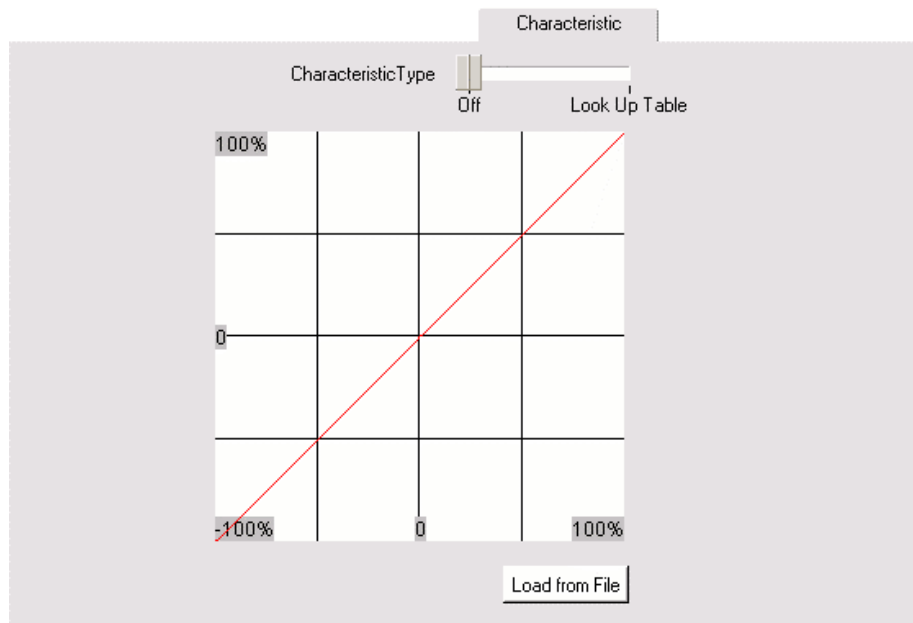 Characteristic
CharacteristicType
Off Look Up Table
100%
0
-100% 0 100%
Load from File